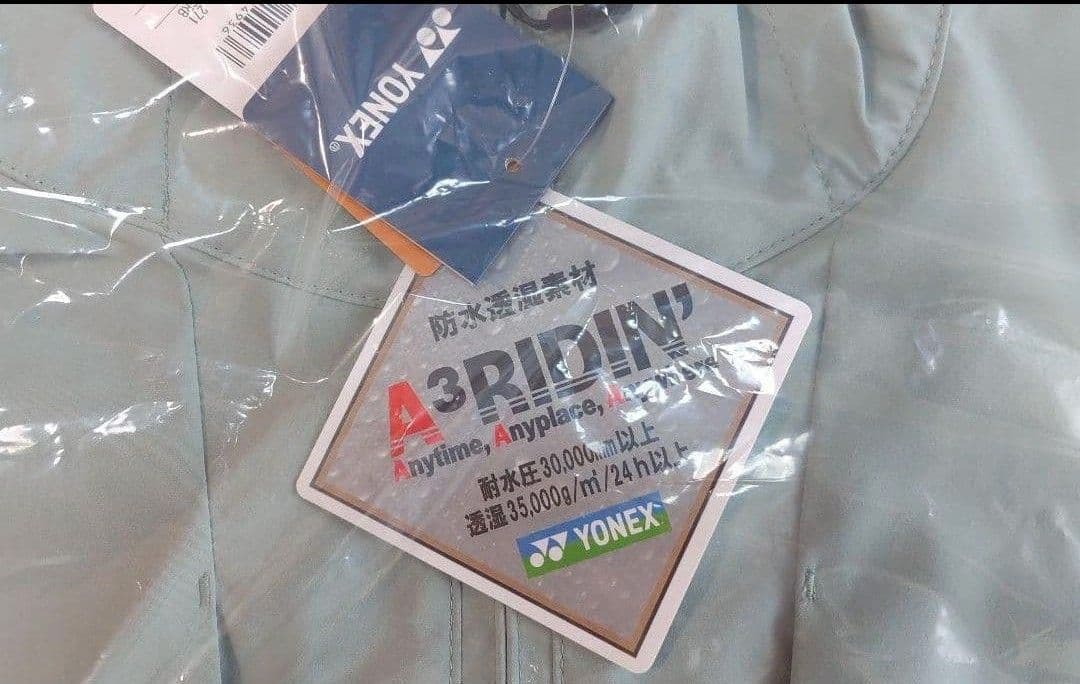 YONEX®
防水透湿素材
A³RIDIN'
Anytime, Anyplace,
耐水圧30,000mm以上
透湿35,000g/㎡/24h以上
YONEX